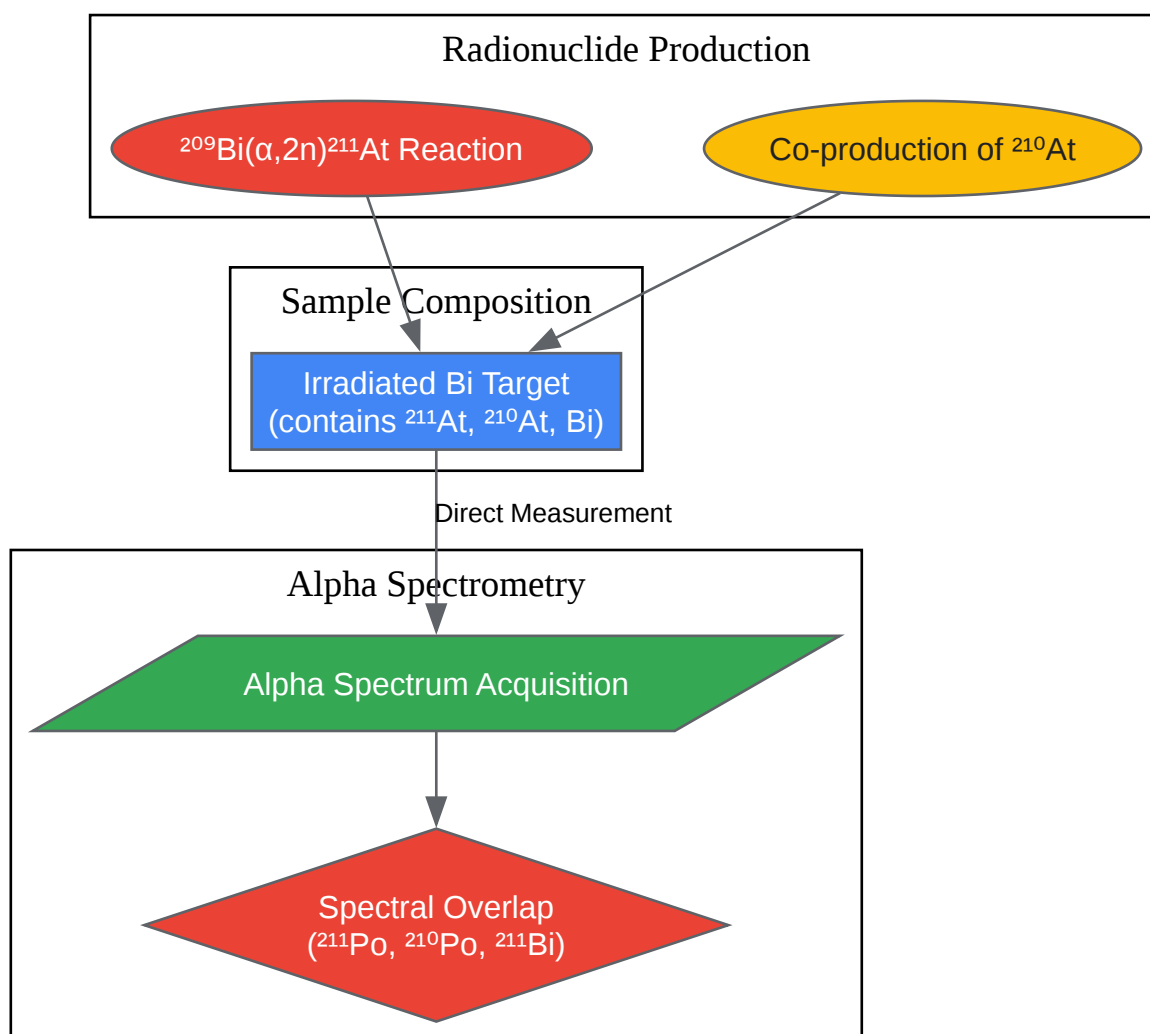 Radionuclide Production
²⁰⁹Bi(α,2n)²¹¹At Reaction
Co-production of ²¹⁰At
Sample Composition
Irradiated Bi Target
(contains ²¹¹At, ²¹⁰At, Bi)
Direct Measurement
Alpha Spectrometry
Alpha Spectrum Acquisition
Spectral Overlap
(²¹¹Po, ²¹⁰Po, ²¹¹Bi)